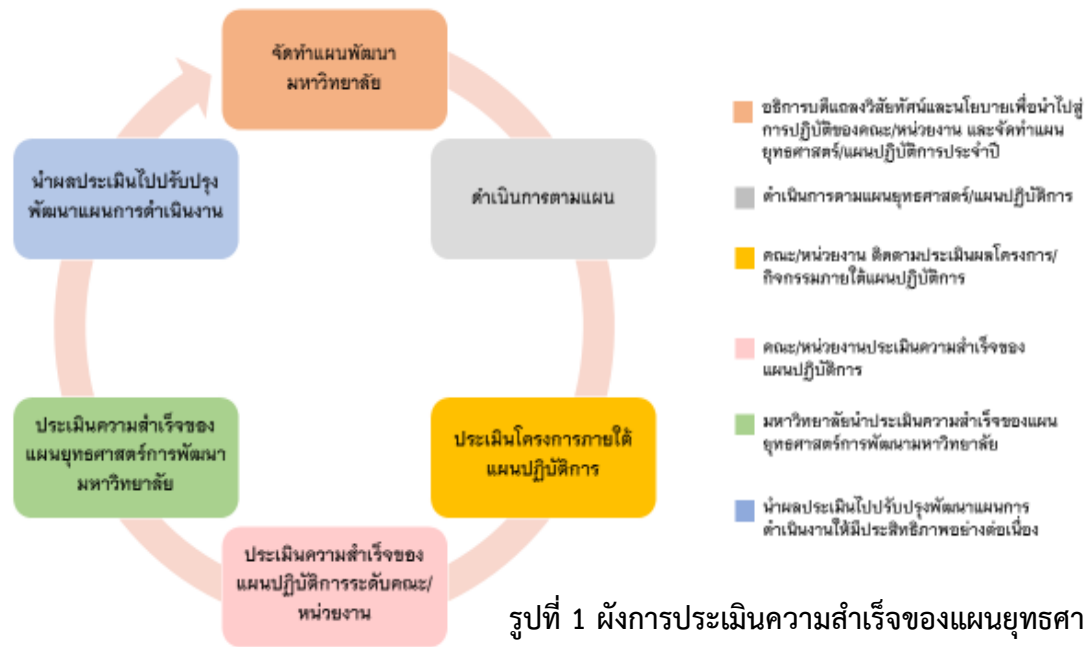 จัดทำแผนพัฒนา
มหาวิทยาลัย
ดำเนินการตามแผน
ประเมินโครงการภายใต้
แผนปฏิบัติการ
ประเมินความสำเร็จของ
แผนปฏิบัติการระดับคณะ/
หน่วยงาน
ประเมินความสำเร็จของ
แผนยุทธศาสตร์การพัฒนา
มหาวิทยาลัย
นำผลประเมินไปปรับปรุง
พัฒนาแผนการดำเนินงาน
อธิการบดีแถลงวิสัยทัศน์และนโยบายเพื่อนำไปสู่
การปฏิบัติของคณะ/หน่วยงาน และจัดทำแผน
ยุทธศาสตร์/แผนปฏิบัติการประจำปี
ดำเนินการตามแผนยุทธศาสตร์/แผนปฏิบัติการ
คณะ/หน่วยงาน ติดตามประเมินผลโครงการ/
กิจกรรมภายใต้แผนปฏิบัติการ
คณะ/หน่วยงานประเมินความสำเร็จของ
แผนปฏิบัติการ
มหาวิทยาลัยนำประเมินความสำเร็จของแผน
ยุทธศาสตร์การพัฒนามหาวิทยาลัย
นำผลประเมินไปปรับปรุงพัฒนาแผนการ
ดำเนินงานให้มีประสิทธิภาพอย่างต่อเนื่อง
รูปที่ 1 ผังการประเมินความสำเร็จของแผนยุทธศา